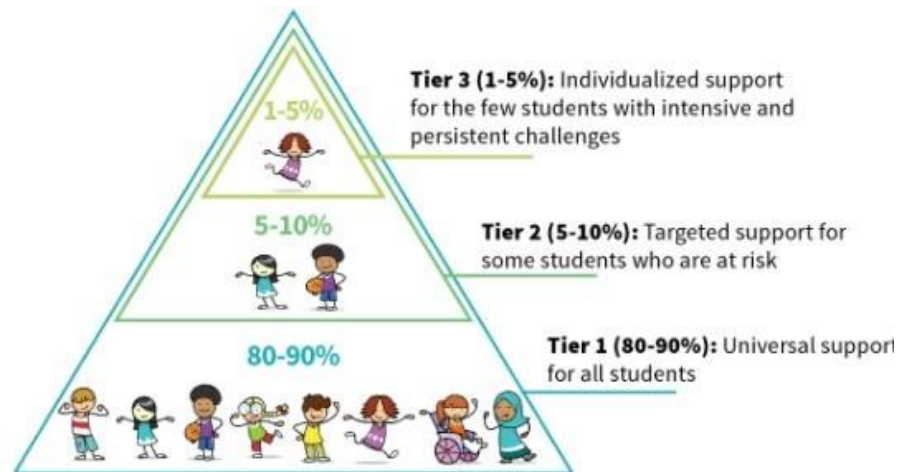 1-5%
Tier 3 (1-5%): Individualized support
for the few students with intensive and
persistent challenges
5-10%
Tier 2 (5-10%): Targeted support for
some students who are at risk
80-90%
Tier 1 (80-90%): Universal support
for all students